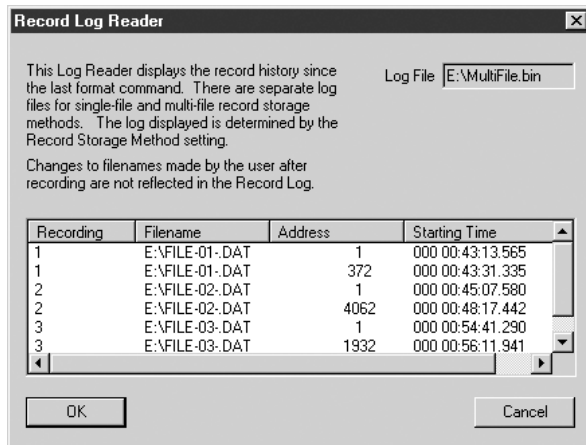 Record Log Reader
This Log Reader displays the record history since
the last format command. There are separate log
files for single-file and multi-file record storage
methods. The log displayed is determined by the
Record Storage Method setting.
Log File E:\MultiFile.bin
Changes to filenames made by the user after
recording are not reflected in the Record Log.
Recording Filename Address Starting Time
1 E:\FILE-01-.DAT 1 000 00:43:13.565
1 E:\FILE-01-.DAT 372 000 00:43:31.335
2 E:\FILE-02-.DAT 1 000 00:45:07.580
2 E:\FILE-02-.DAT 4062 000 00:48:17.442
3 E:\FILE-03-.DAT 1 000 00:54:41.290
3 E:\FILE-03-.DAT 1932 000 00:56:11.941
OK Cancel